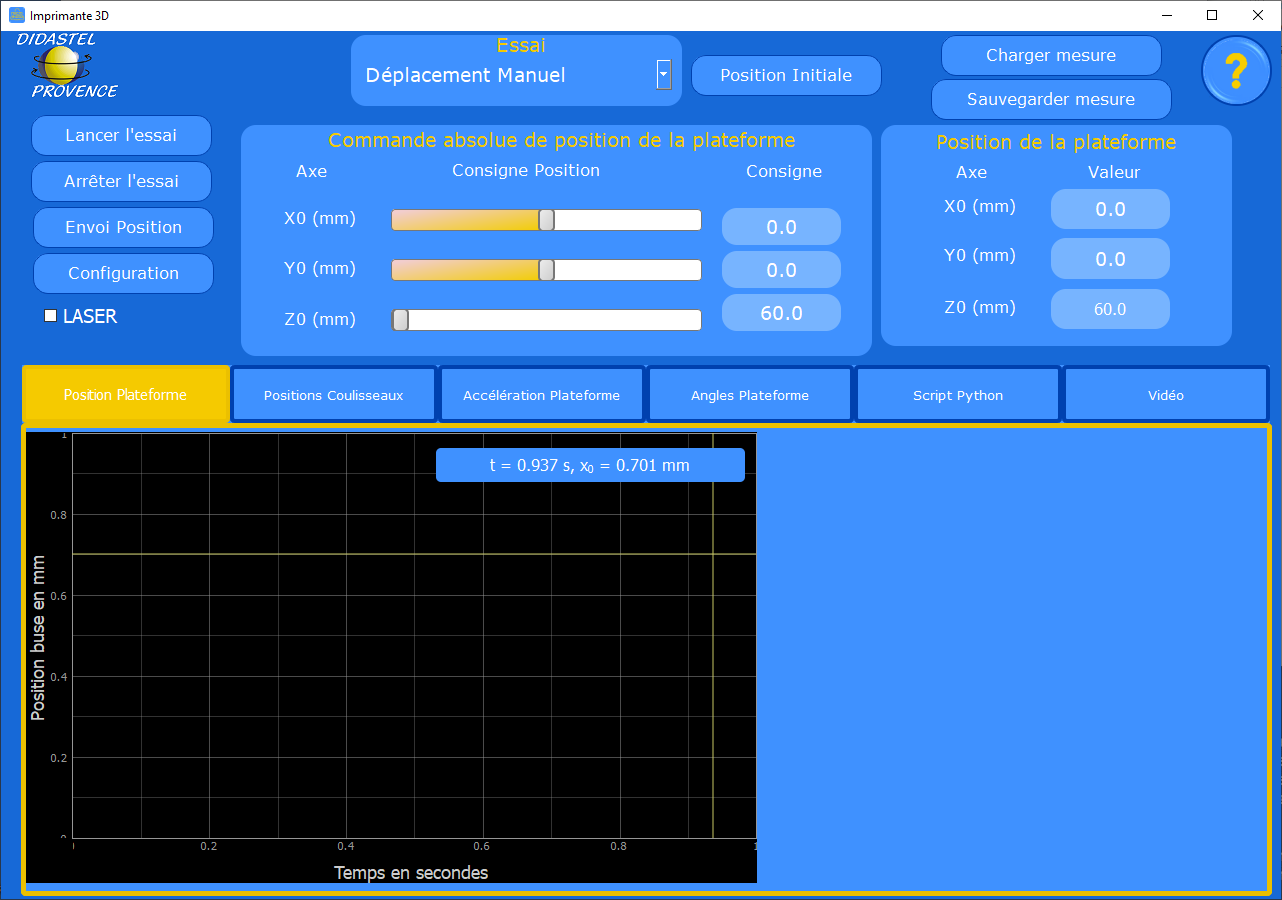 Imprimante 3D
DIDASTEL
PROVENCE
Essai
Déplacement Manuel
Position Initiale
Charger mesure
Sauvegarder mesure
?
Lancer l'essai
Arrêter l'essai
Envoi Position
Configuration
LASER
Commande absolue de position de la plateforme
Axe Consigne Position Consigne
X0 (mm) 0.0
Y0 (mm) 0.0
Z0 (mm) 60.0
Position de la plateforme
Axe Valeur
X0 (mm) 0.0
Y0 (mm) 0.0
Z0 (mm) 60.0
Position Plateforme
Positions Coulisseaux
Accélération Plateforme
Angles Plateforme
Script Python
Vidéo
t = 0.937 s, x₀ = 0.701 mm
Position buse en mm
1
0.8
0.6
0.4
0.2
0.2 0.4 0.6 0.8 1
Temps en secondes